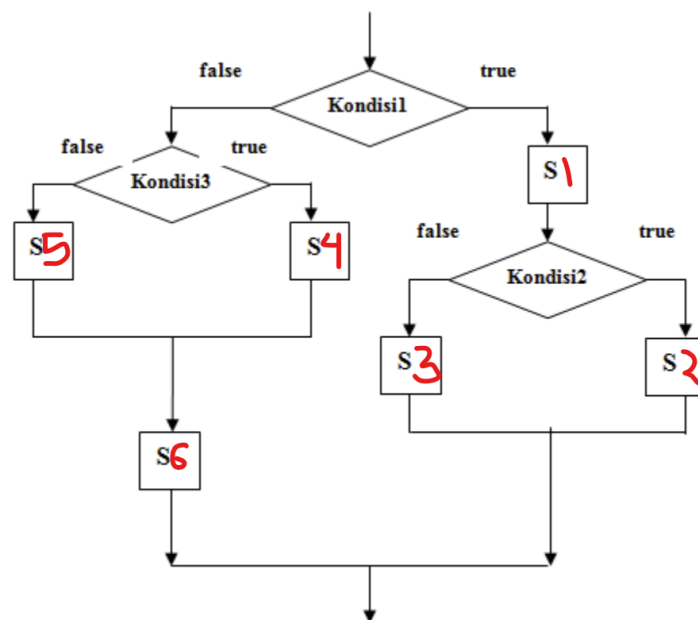 false
true
Kondisi1
false
true
Kondisi3
S1
S5
S4
false
true
Kondisi2
S3
S2
S6